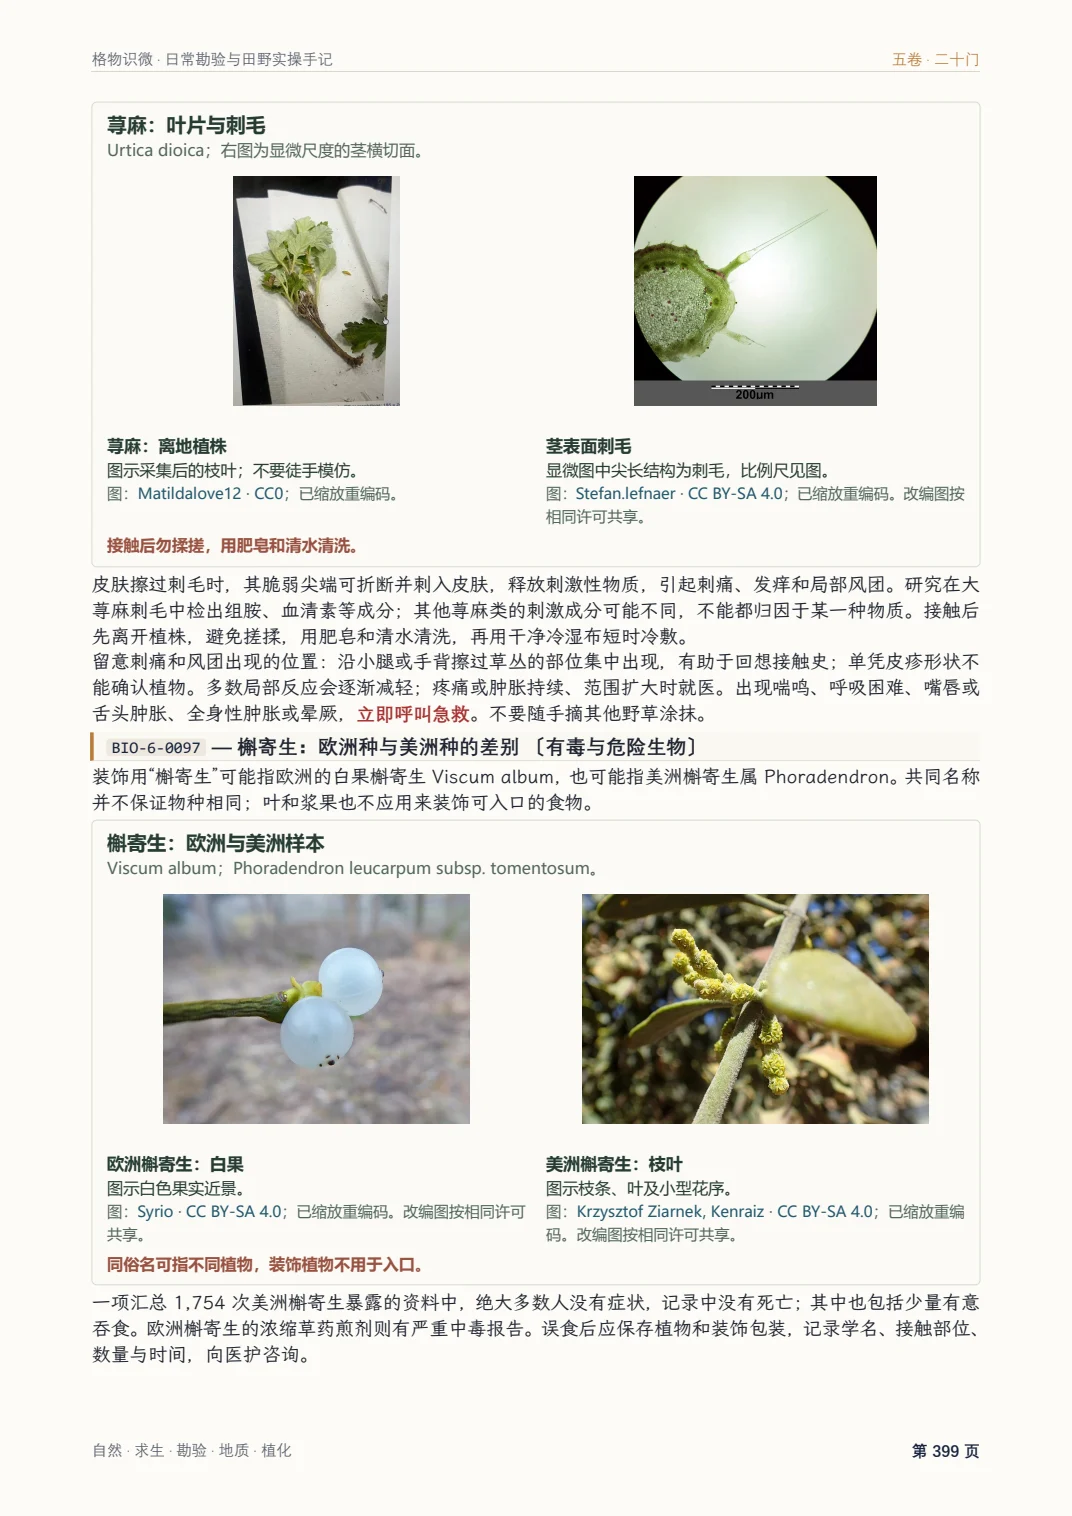 格物识微 · 日常勘验与田野实操手记
五卷 · 二十门
荨麻：叶片与刺毛
Urtica dioica；右图为显微尺度的茎横切面。
200μm
荨麻：离地植株
图示采集后的枝叶；不要徒手模仿。
图：Matildalove12 · CC0；已缩放重编码。
茎表面刺毛
显微图中尖长结构为刺毛，比例尺见图。
图：Stefan.lefnaer · CC BY-SA 4.0；已缩放重编码。改编图按
相同许可共享。
接触后勿揉搓，用肥皂和清水清洗。
皮肤擦过刺毛时，其脆弱尖端可折断并刺入皮肤，释放刺激性物质，引起刺痛、发痒和局部风团。研究在大
荨麻刺毛中检出组胺、血清素等成分；其他荨麻类的刺激成分可能不同，不能都归因于某一种物质。接触后
先离开植株，避免搓揉，用肥皂和清水清洗，再用干净冷湿布短时冷敷。
留意刺痛和风团出现的位置：沿小腿或手背擦过草丛的部位集中出现，有助于回想接触史；单凭皮疹形状不
能确认植物。多数局部反应会逐渐减轻；疼痛或肿胀持续、范围扩大时就医。出现喘鸣、呼吸困难、嘴唇或
舌头肿胀、全身性肿胀或晕厥，立即呼叫急救。不要随手摘其他野草涂抹。
BIO-6-0097 — 槲寄生：欧洲种与美洲种的差别 〔有毒与危险生物〕
装饰用“槲寄生”可能指欧洲的白果槲寄生 Viscum album，也可能指美洲槲寄生属 Phoradendron。共同名称
并不保证物种相同；叶和浆果也不应用来装饰可入口的食物。
槲寄生：欧洲与美洲样本
Viscum album；Phoradendron leucarpum subsp. tomentosum。
欧洲槲寄生：白果
图示白色果实近景。
图：Syrio · CC BY-SA 4.0；已缩放重编码。改编图按相同许可
共享。
美洲槲寄生：枝叶
图示枝条、叶及小型花序。
图：Krzysztof Ziarnek, Kenraiz · CC BY-SA 4.0；已缩放重编
码。改编图按相同许可共享。
同俗名可指不同植物，装饰植物不用于入口。
一项汇总 1,754 次美洲槲寄生暴露的资料中，绝大多数人没有症状，记录中没有死亡；其中也包括少量有意
吞食。欧洲槲寄生的浓缩草药煎剂则有严重中毒报告。误食后应保存植物和装饰包装，记录学名、接触部位、
数量与时间，向医护咨询。
自然 · 求生 · 勘验 · 地质 · 植化
第 399 页